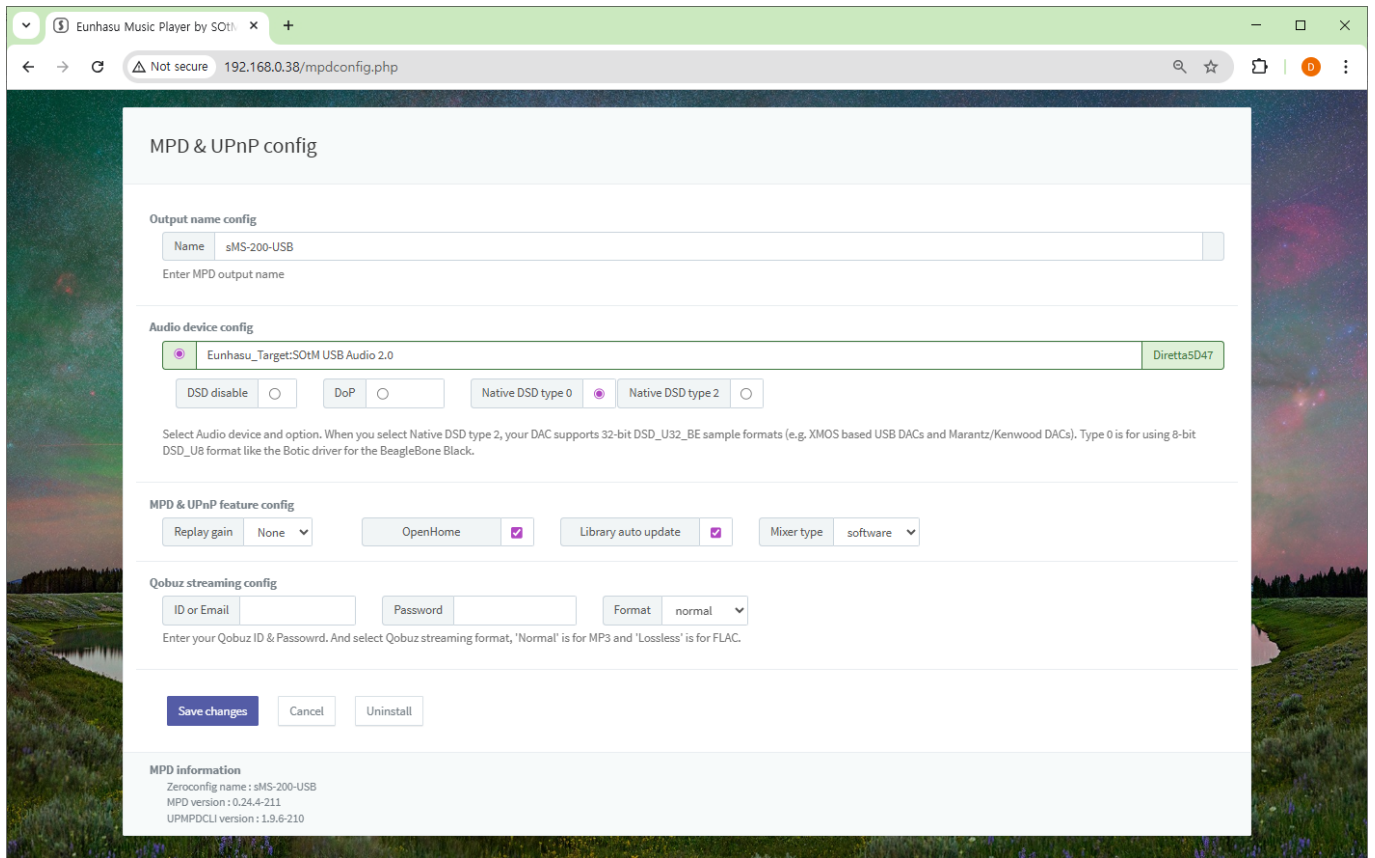 Eunhasu Music Player by SOtM
Not secure 192.168.0.38/mpdconfig.php D
MPD & UPnP config
Output name config
Name sMS-200-USB
Enter MPD output name
Audio device config
Eunhasu_Target:SOtM USB Audio 2.0 Diretta5D47
DSD disable DoP Native DSD type 0 Native DSD type 2
Select Audio device and option. When you select Native DSD type 2, your DAC supports 32-bit DSD_U32_BE sample formats (e.g. XMOS based USB DACs and Marantz/Kenwood DACs). Type 0 is for using 8-bit
DSD_U8 format like the Botic driver for the BeagleBone Black.
MPD & UPnP feature config
Replay gain None OpenHome Library auto update Mixer type software
Qobuz streaming config
ID or Email Password Format normal
Enter your Qobuz ID & Passowrd. And select Qobuz streaming format, 'Normal' is for MP3 and 'Lossless' is for FLAC.
Save changes Cancel Uninstall
MPD information
Zeroconfig name : sMS-200-USB
MPD version : 0.24.4-211
UPMPDCLI version : 1.9.6-210